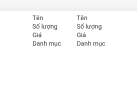 Tên Tên
Số lượng Số lượng
Giá Giá
Danh mục Danh mục